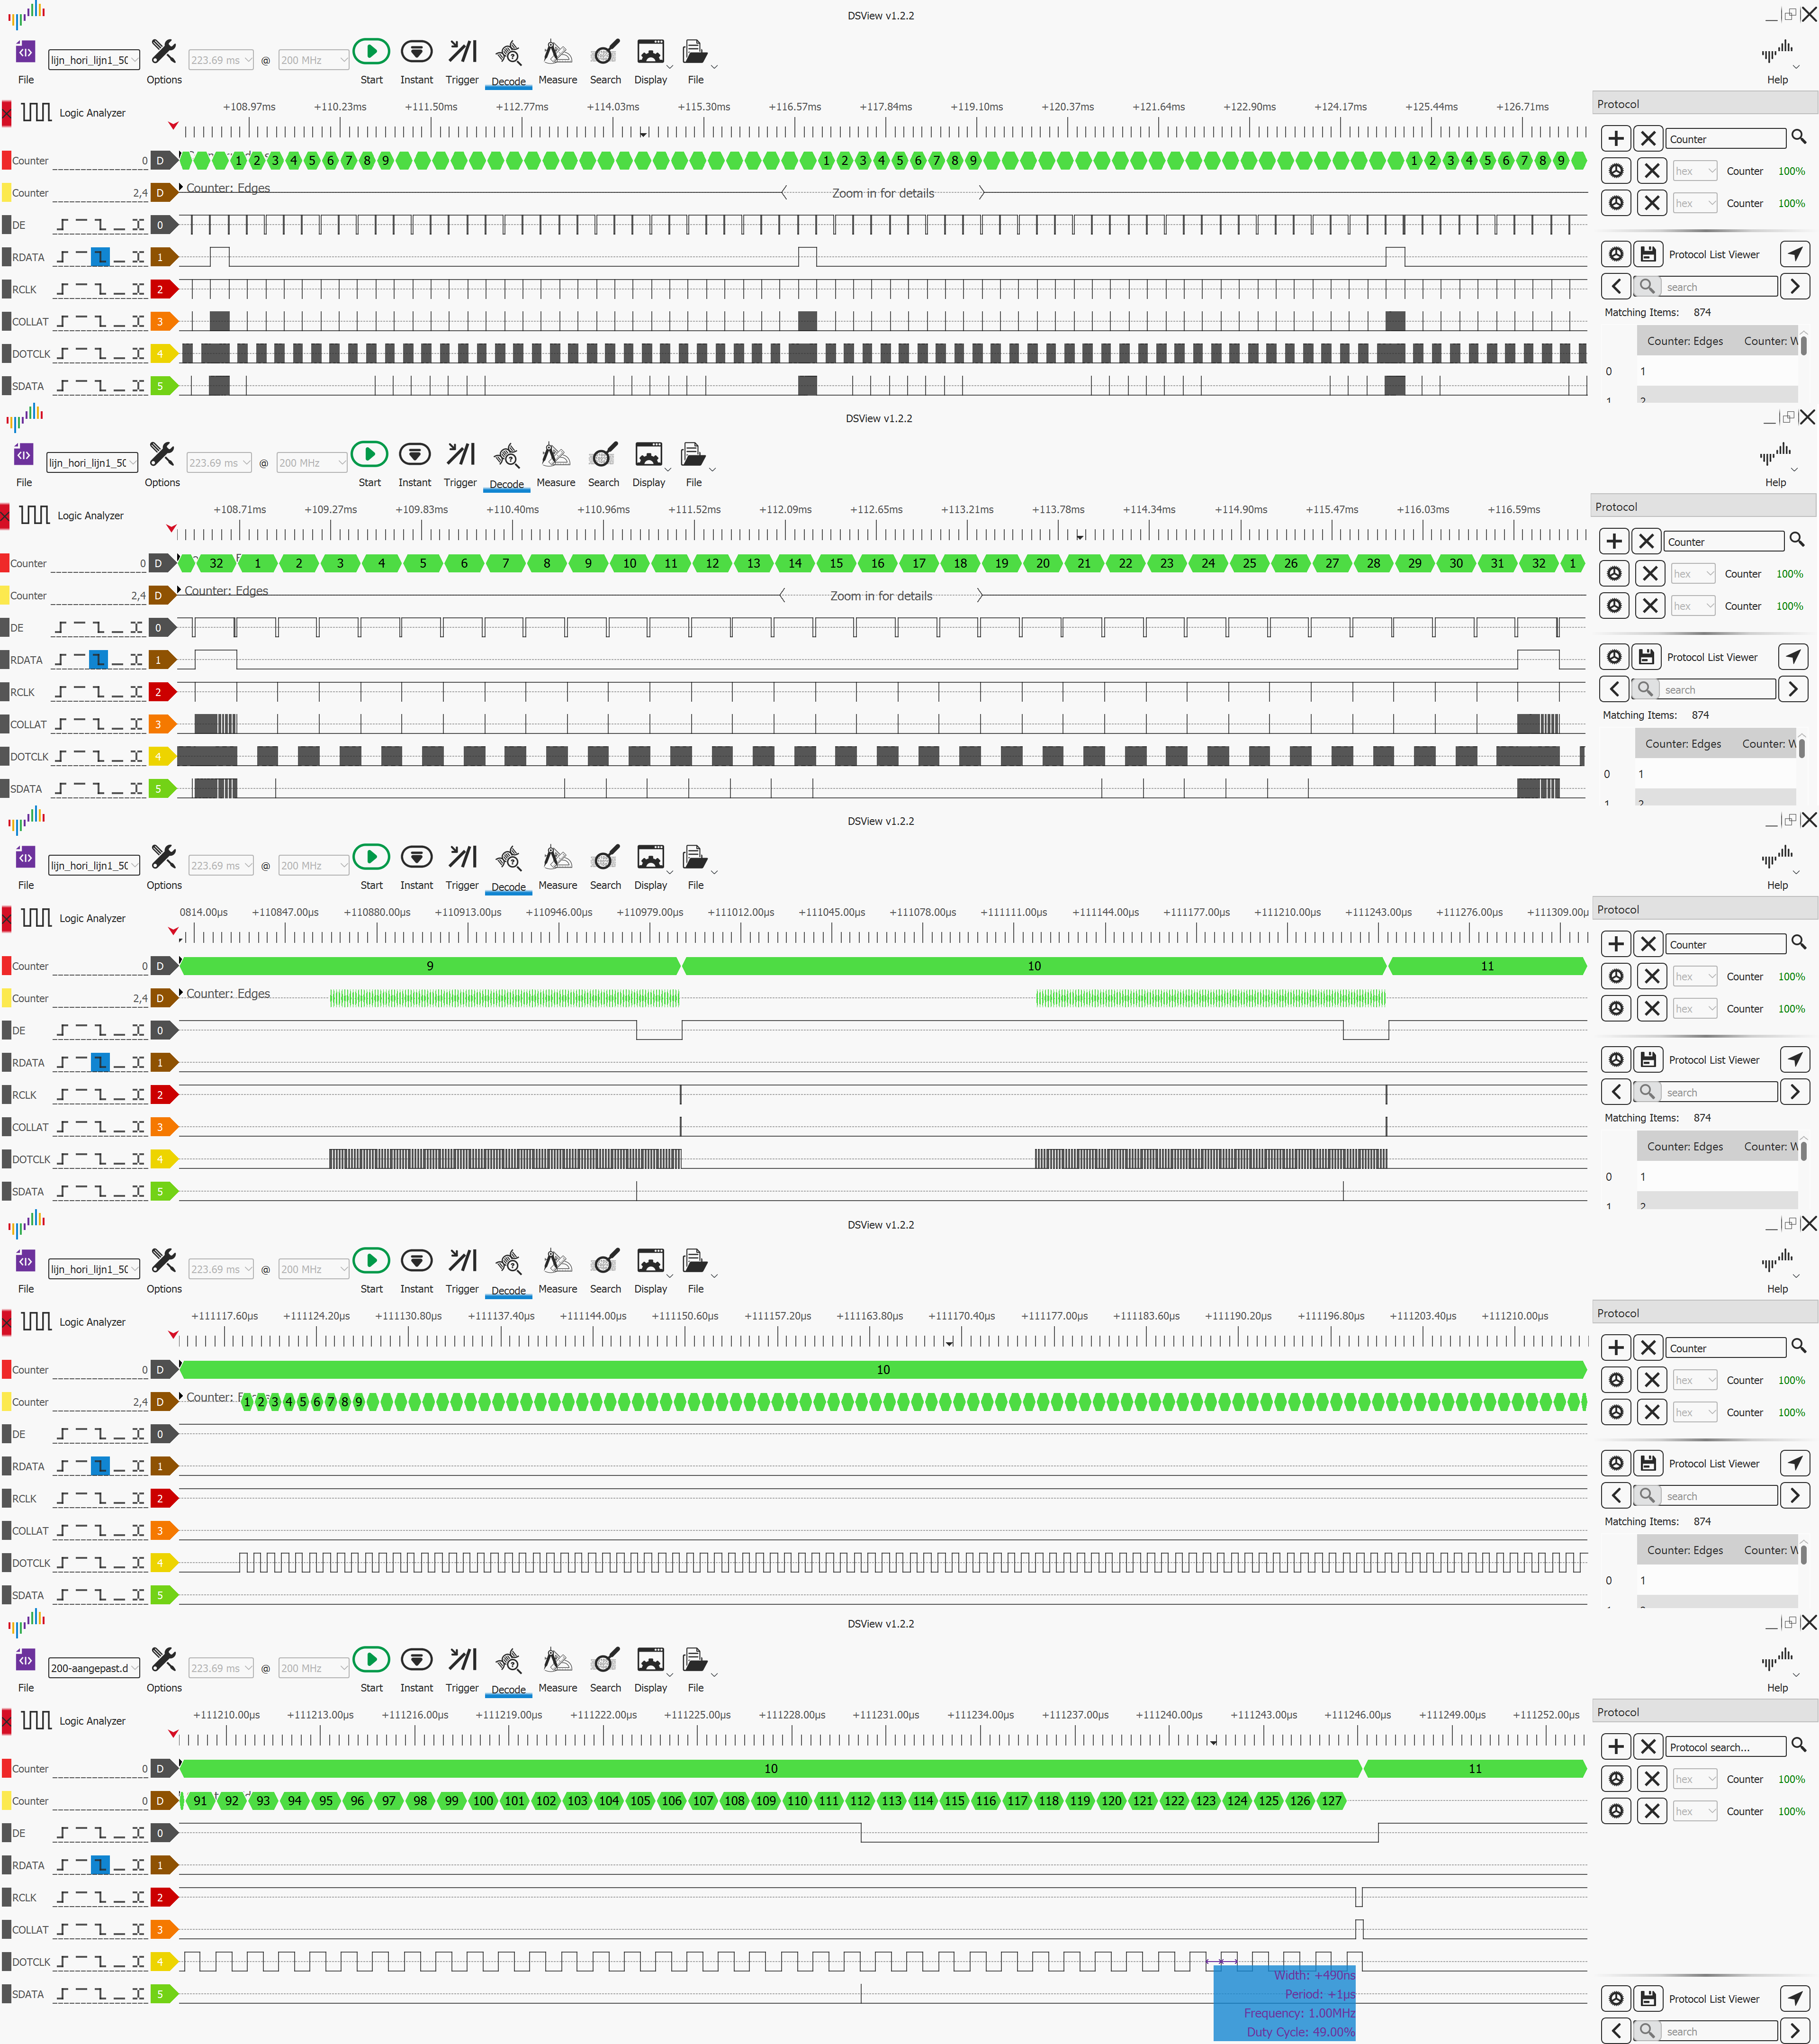 DSView v1.2.2
File lijn_hori_lijn1_50 Options 223.69 ms @ 200 MHz Start Instant Trigger Decode Measure Search Display File Help
Logic Analyzer +108.97ms +110.23ms +111.50ms +112.77ms +114.03ms +115.30ms +116.57ms +117.84ms +119.10ms +120.37ms +121.64ms +122.90ms +124.17ms +125.44ms +126.71ms Protocol
Counter
Counter 0 D 1 2 3 4 5 6 7 8 9 1 2 3 4 5 6 7 8 9 1 2 3 4 5 6 7 8 9 hex Counter 100%
Counter 2,4 D Counter: Edges Zoom in for details hex Counter 100%
DE 0
RDATA 1 Protocol List Viewer
RCLK 2 search
COLLAT 3 Matching Items: 874
DOTCLK 4 Counter: Edges Counter: W
SDATA 5 0 1
1 2
DSView v1.2.2
File lijn_hori_lijn1_50 Options 223.69 ms @ 200 MHz Start Instant Trigger Decode Measure Search Display File Help
Logic Analyzer +108.71ms +109.27ms +109.83ms +110.40ms +110.96ms +111.52ms +112.09ms +112.65ms +113.21ms +113.78ms +114.34ms +114.90ms +115.47ms +116.03ms +116.59ms Protocol
Counter
Counter 0 D 32 1 2 3 4 5 6 7 8 9 10 11 12 13 14 15 16 17 18 19 20 21 22 23 24 25 26 27 28 29 30 31 32 1 hex Counter 100%
Counter 2,4 D Counter: Edges Zoom in for details hex Counter 100%
DE 0
RDATA 1 Protocol List Viewer
RCLK 2 search
COLLAT 3 Matching Items: 874
DOTCLK 4 Counter: Edges Counter: W
SDATA 5 0 1
1 2
DSView v1.2.2
File lijn_hori_lijn1_50 Options 223.69 ms @ 200 MHz Start Instant Trigger Decode Measure Search Display File Help
Logic Analyzer 0814.00µs +110847.00µs +110880.00µs +110913.00µs +110946.00µs +110979.00µs +111012.00µs +111045.00µs +111078.00µs +111111.00µs +111144.00µs +111177.00µs +111210.00µs +111243.00µs +111276.00µs +111309.00µ Protocol
Counter
Counter 0 D 9 10 11 hex Counter 100%
Counter 2,4 D Counter: Edges hex Counter 100%
DE 0
RDATA 1 Protocol List Viewer
RCLK 2 search
COLLAT 3 Matching Items: 874
DOTCLK 4 Counter: Edges Counter: W
SDATA 5 0 1
1 2
DSView v1.2.2
File lijn_hori_lijn1_50 Options 223.69 ms @ 200 MHz Start Instant Trigger Decode Measure Search Display File Help
Logic Analyzer +111117.60µs +111124.20µs +111130.80µs +111137.40µs +111144.00µs +111150.60µs +111157.20µs +111163.80µs +111170.40µs +111177.00µs +111183.60µs +111190.20µs +111196.80µs +111203.40µs +111210.00µs Protocol
Counter
Counter 0 D 10 hex Counter 100%
Counter 2,4 D Counter: 1 2 3 4 5 6 7 8 9 hex Counter 100%
DE 0
RDATA 1 Protocol List Viewer
RCLK 2 search
COLLAT 3 Matching Items: 874
DOTCLK 4 Counter: Edges Counter: W
SDATA 5 0 1
DSView v1.2.2
File 200-aangepast.d Options 223.69 ms @ 200 MHz Start Instant Trigger Decode Measure Search Display File Help
Logic Analyzer +111210.00µs +111213.00µs +111216.00µs +111219.00µs +111222.00µs +111225.00µs +111228.00µs +111231.00µs +111234.00µs +111237.00µs +111240.00µs +111243.00µs +111246.00µs +111249.00µs +111252.00µs Protocol
Protocol search...
Counter 0 D 10 11 hex Counter 100%
Counter 0 D 91 92 93 94 95 96 97 98 99 100 101 102 103 104 105 106 107 108 109 110 111 112 113 114 115 116 117 118 119 120 121 122 123 124 125 126 127 hex Counter 100%
DE 0
RDATA 1
RCLK 2
COLLAT 3
DOTCLK 4
Width: +490ns
SDATA 5 Period: +1µs Protocol List Viewer
Frequency: 1.00MHz
Duty Cycle: 49.00% search